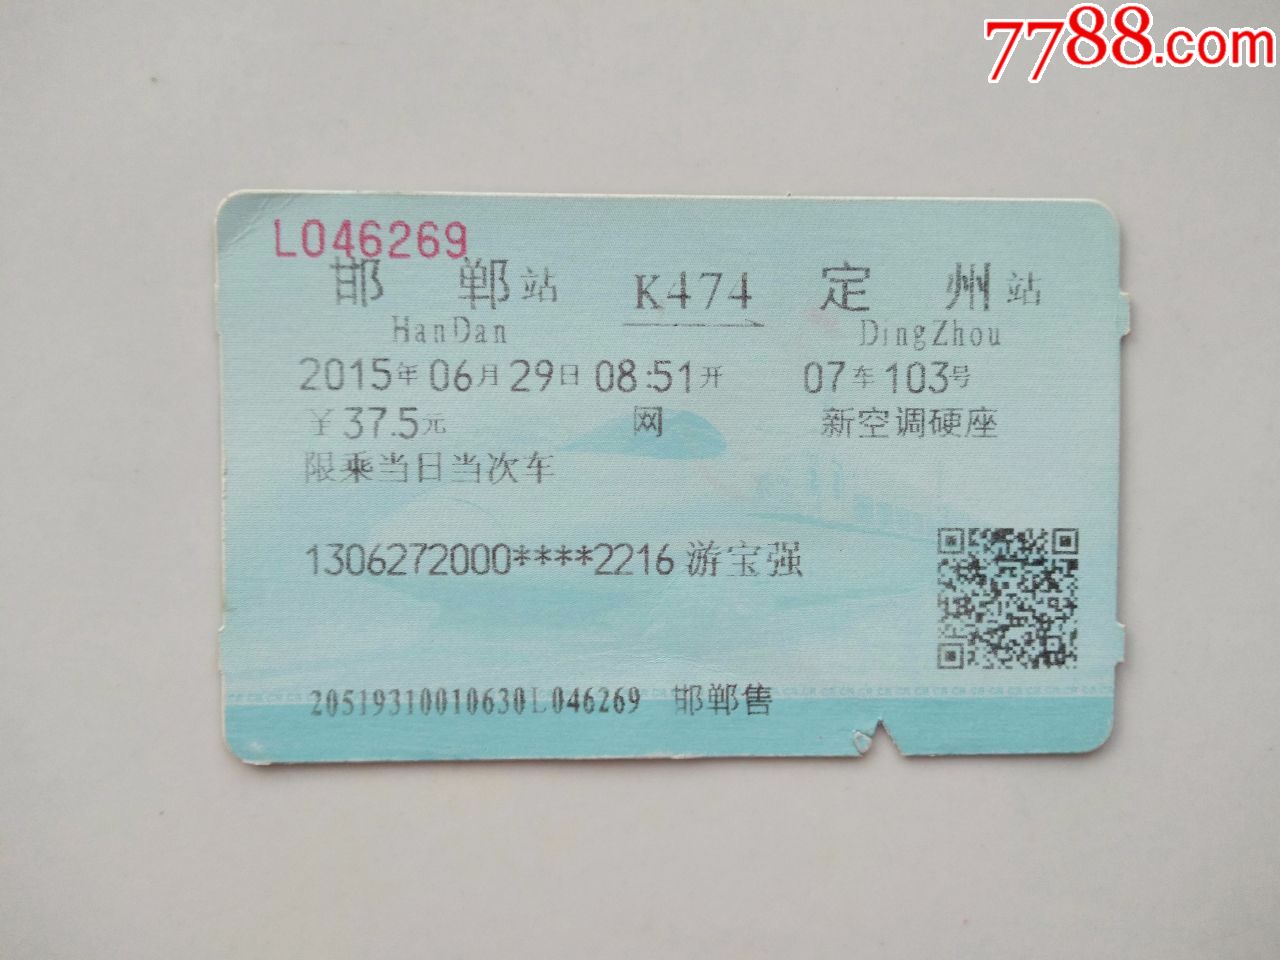 7788.com
L046269
邯郸站 K474 定州站
HanDan DingZhou
2015年06月29日08:51开 07车103号
￥37.5元 网 新空调硬座
限乘当日当次车
1306272000****2216 游宝强
20519310010630L046269 邯郸售